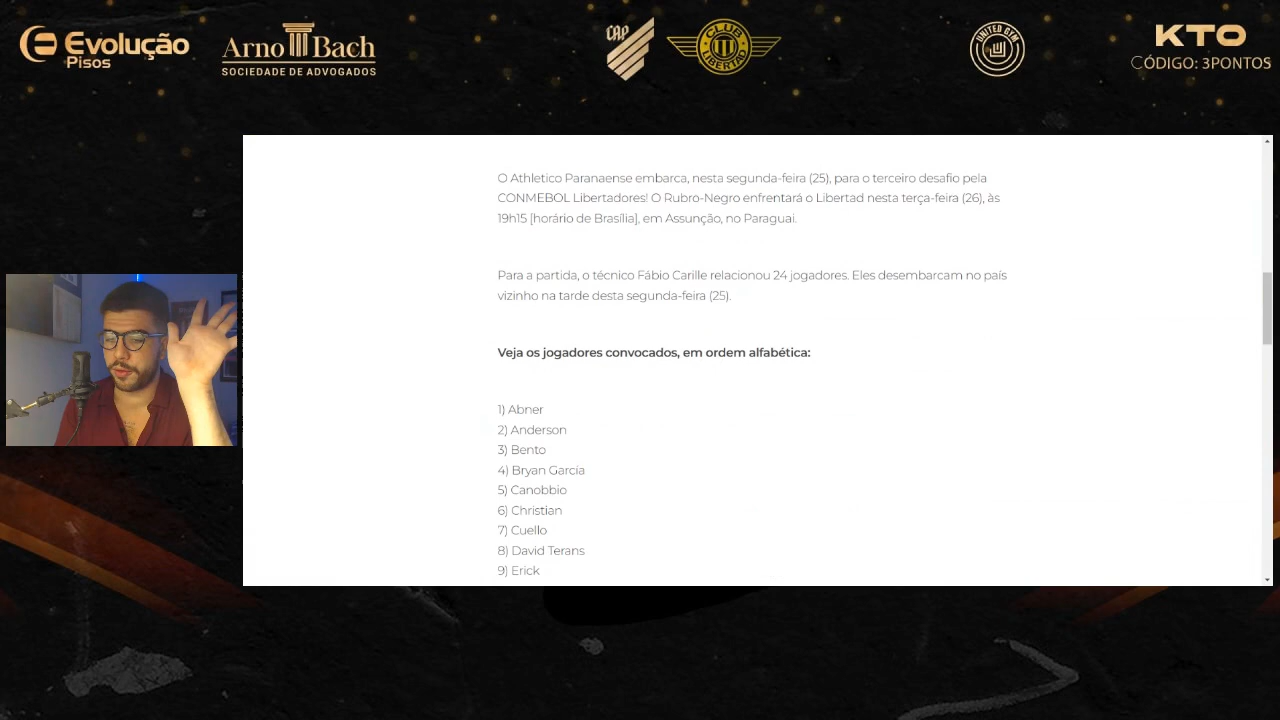 Evolução
Pisos
Arno Bach
SOCIEDADE DE ADVOGADOS
CAP
CLUB
LIBERTAD
UNITED GYM
KTO
CÓDIGO: 3PONTOS
O Athletico Paranaense embarca, nesta segunda-feira (25), para o terceiro desafio pela
CONMEBOL Libertadores! O Rubro-Negro enfrentará o Libertad nesta terça-feira (26), às
19h15 [horário de Brasília], em Assunção, no Paraguai.
Para a partida, o técnico Fábio Carille relacionou 24 jogadores. Eles desembarcam no país
vizinho na tarde desta segunda-feira (25).
Veja os jogadores convocados, em ordem alfabética:
1) Abner
2) Anderson
3) Bento
4) Bryan García
5) Canobbio
6) Christian
7) Cuello
8) David Terans
9) Erick